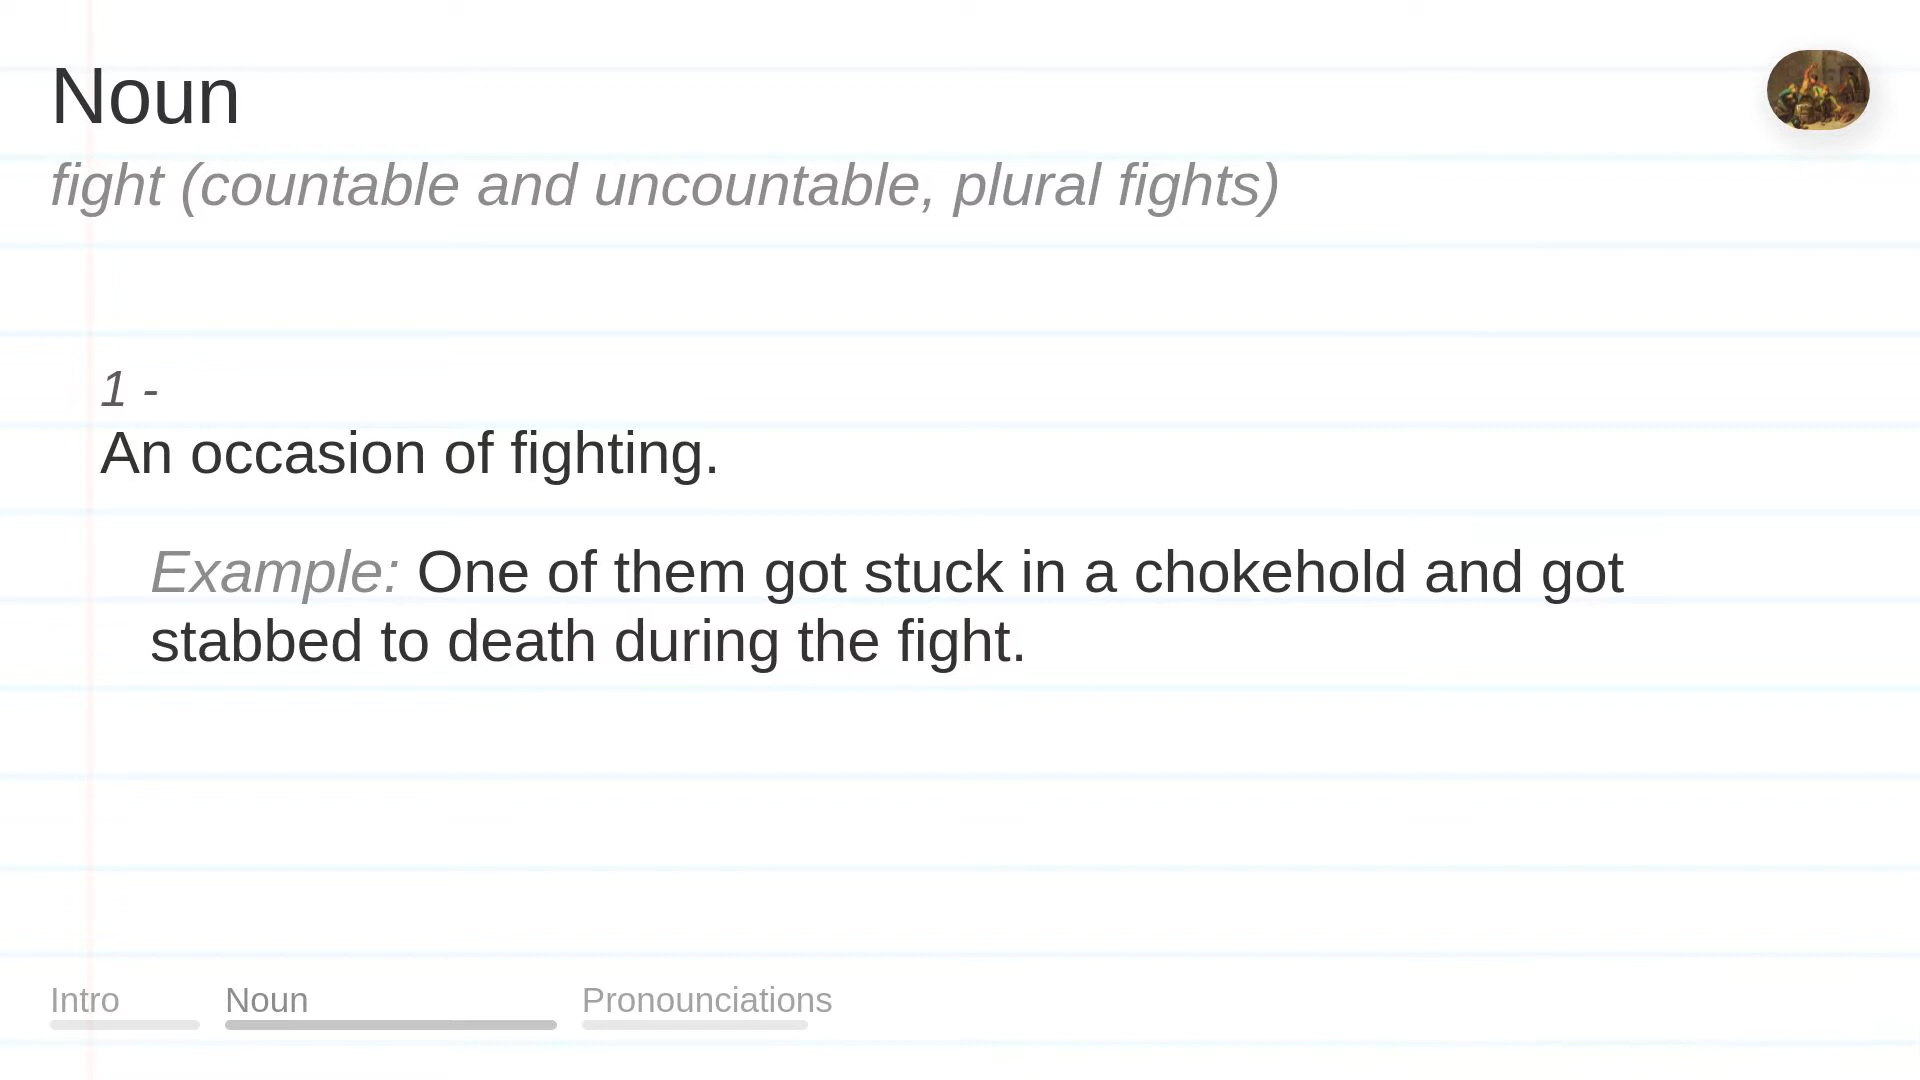 Noun
fight (countable and uncountable, plural fights)
1 -
An occasion of fighting.
Example: One of them got stuck in a chokehold and got
stabbed to death during the fight.
Intro
Noun
Pronounciations